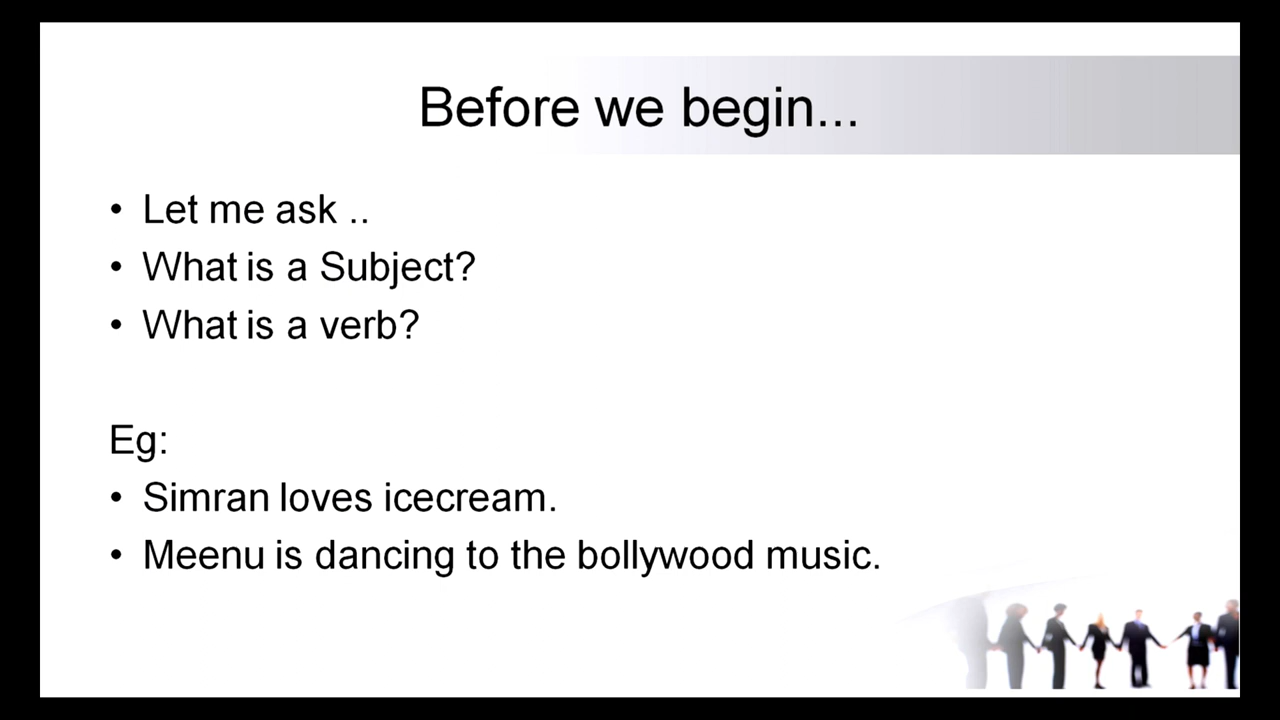 Before we begin...
• Let me ask ..
• What is a Subject?
• What is a verb?
Eg:
• Simran loves icecream.
• Meenu is dancing to the bollywood music.